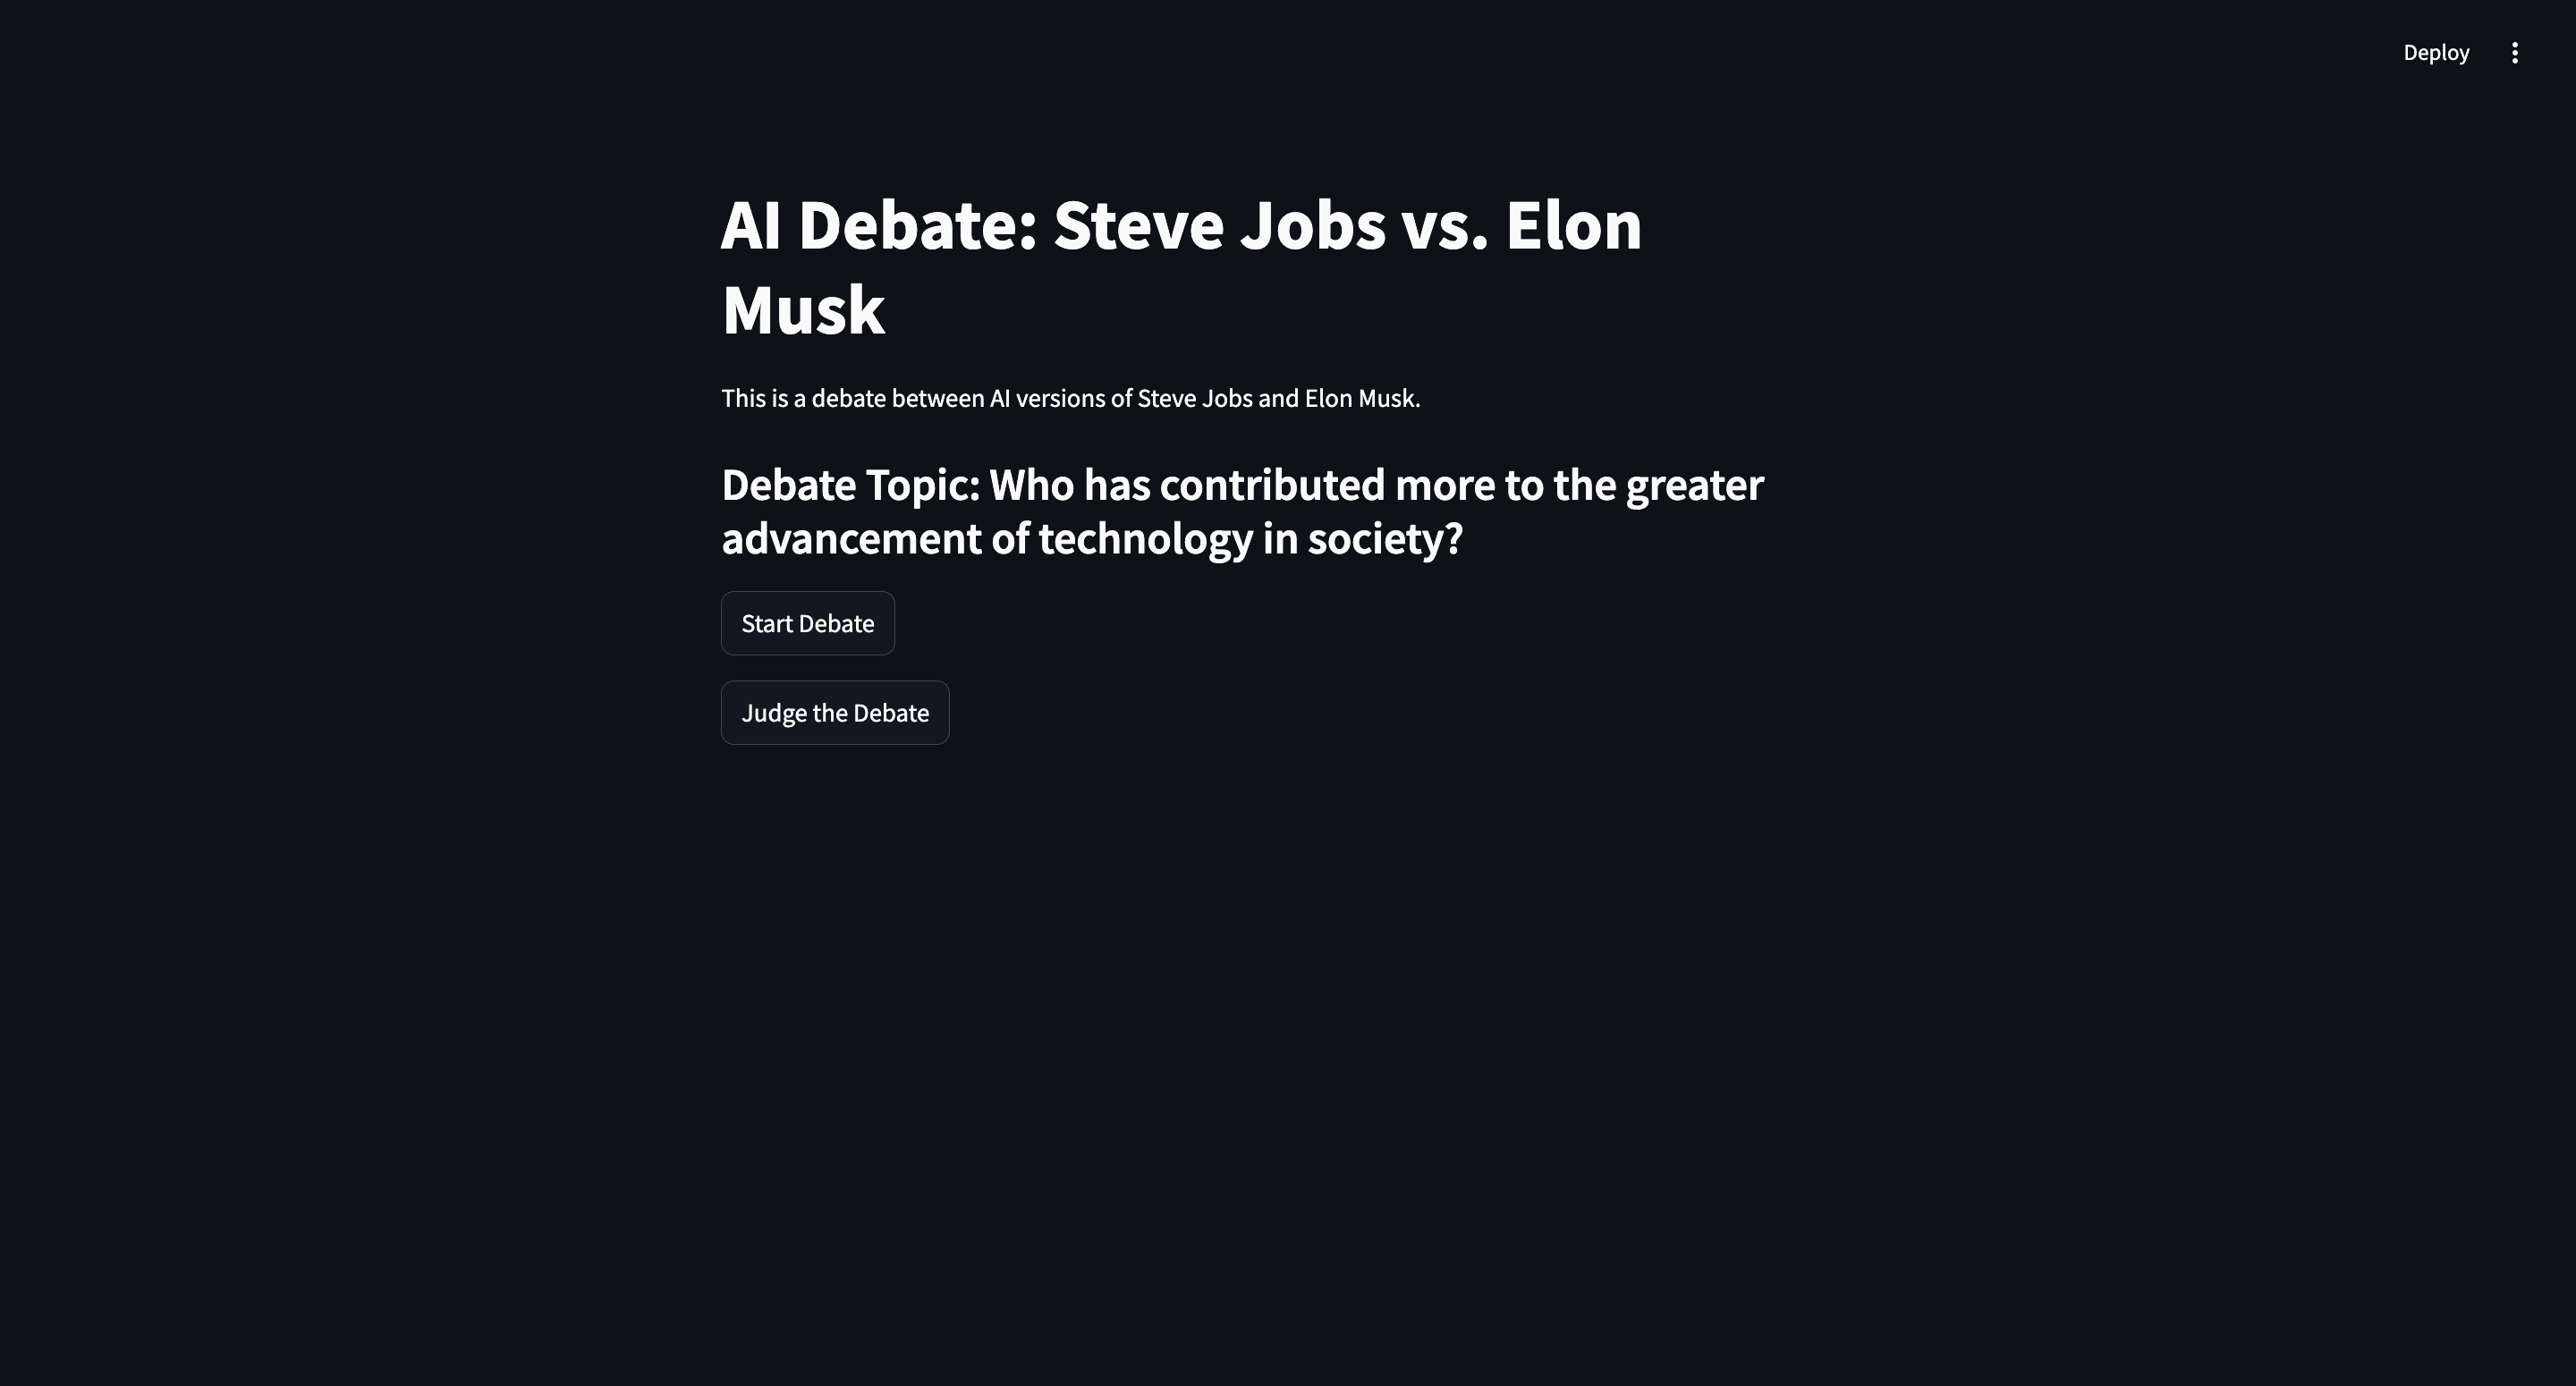 Deploy
AI Debate: Steve Jobs vs. Elon
Musk
This is a debate between AI versions of Steve Jobs and Elon Musk.
Debate Topic: Who has contributed more to the greater
advancement of technology in society?
Start Debate
Judge the Debate